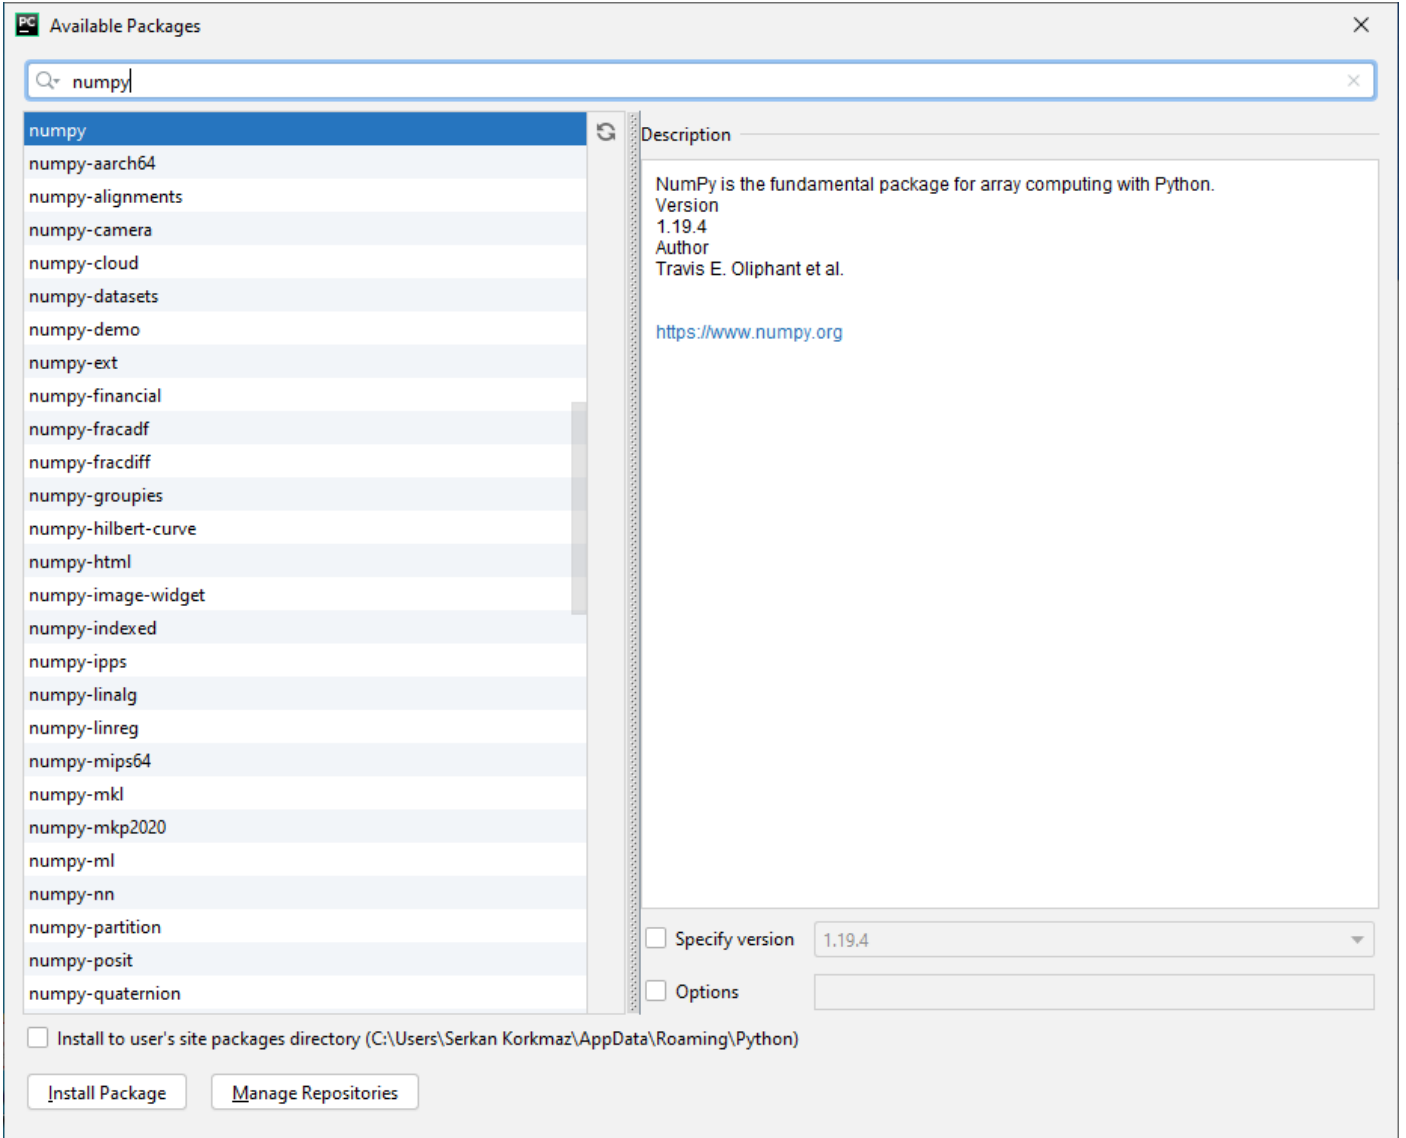 PC Available Packages
numpy
numpy
numpy-aarch64
numpy-alignments
numpy-camera
numpy-cloud
numpy-datasets
numpy-demo
numpy-ext
numpy-financial
numpy-fracadf
numpy-fracdiff
numpy-groupies
numpy-hilbert-curve
numpy-html
numpy-image-widget
numpy-indexed
numpy-ipps
numpy-linalg
numpy-linreg
numpy-mips64
numpy-mkl
numpy-mkp2020
numpy-ml
numpy-nn
numpy-partition
numpy-posit
numpy-quaternion
Description
NumPy is the fundamental package for array computing with Python.
Version
1.19.4
Author
Travis E. Oliphant et al.
https://www.numpy.org
Specify version 1.19.4
Options
Install to user's site packages directory (C:\Users\Serkan Korkmaz\AppData\Roaming\Python)
Install Package Manage Repositories